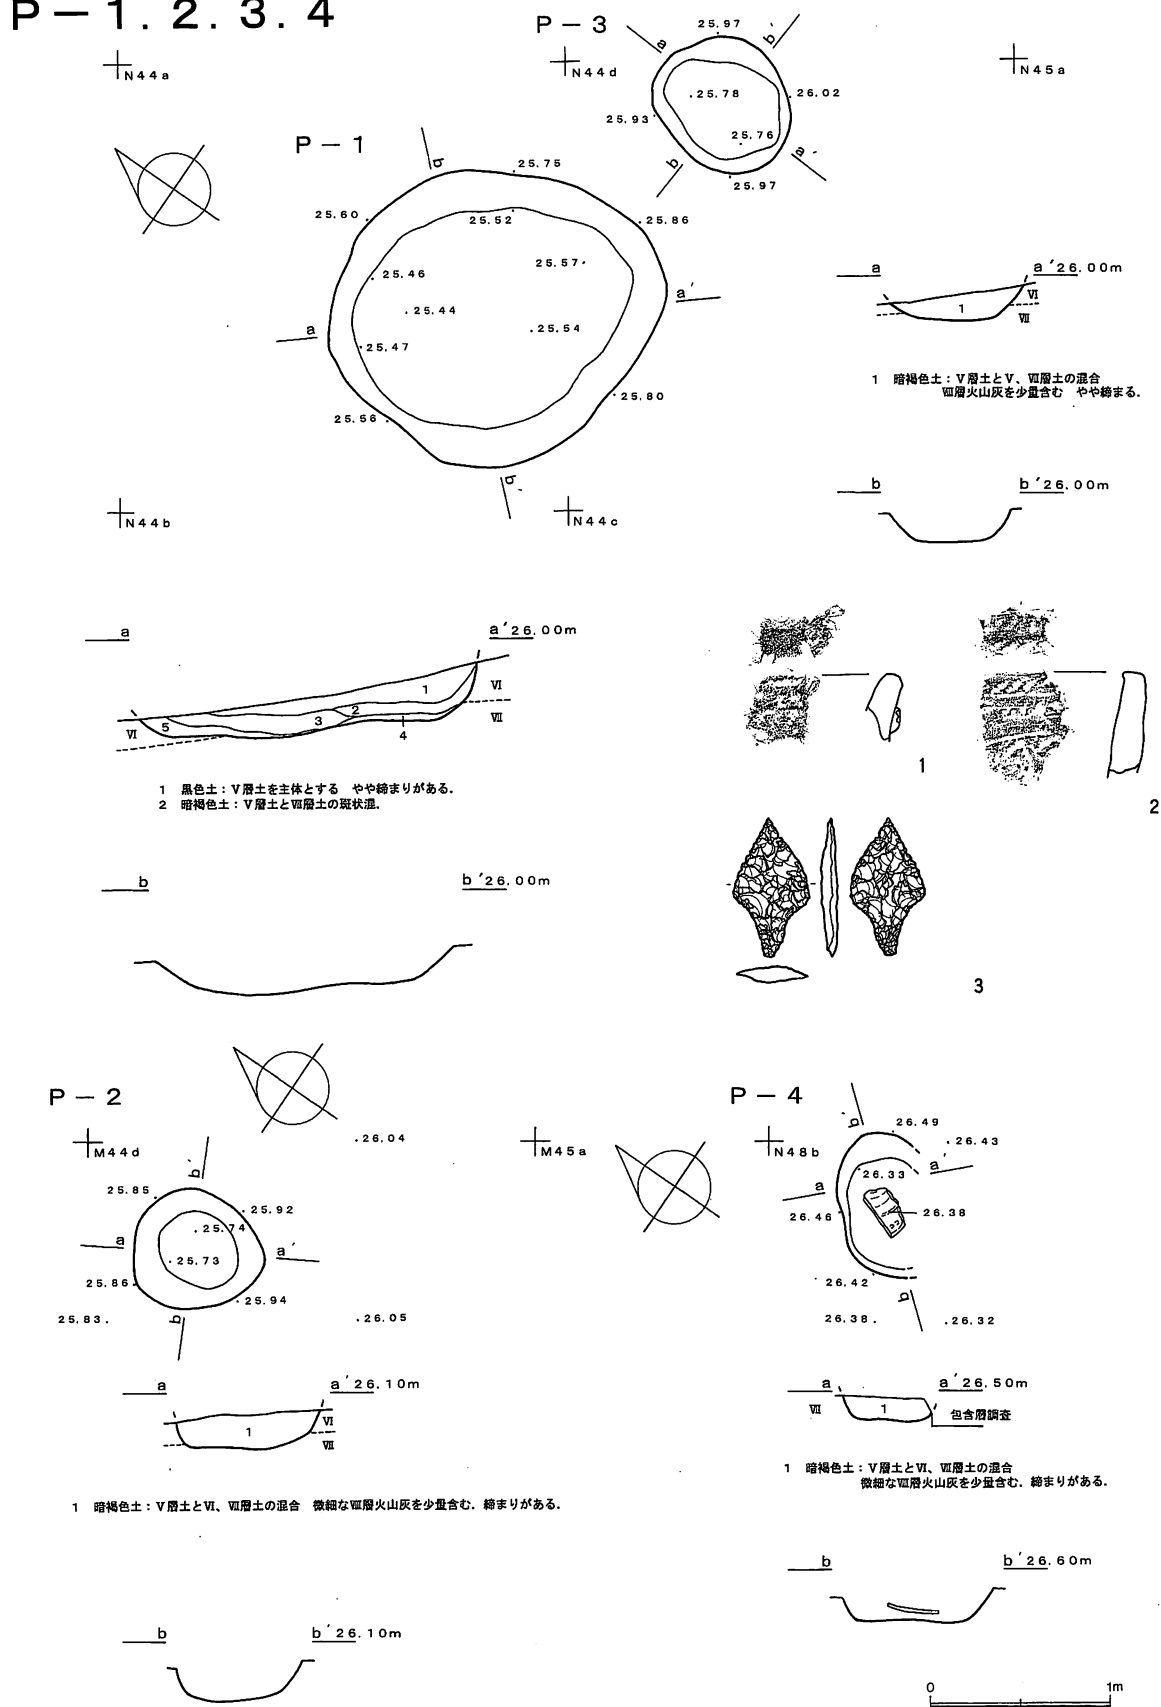 P-1.2.3.4
P-3
25.97
a
b′
N44a
N44d
N45a
.25.78
.26.02
25.93.
25.76
b
a′
25.97
P-1
b
25.75
25.60
25.52
.25.86
25.57.
.25.46
a′
.25.44
a
.25.54
.25.47
.25.80
25.56.
b′
N44b
N44c
a
a′26.00m
1
Ⅵ
Ⅶ
1 暗褐色土:Ⅴ層土とⅤ、Ⅶ層土の混合
Ⅶ層火山灰を少量含む やや締まる.
b
b′26.00m
a
a′26.00m
1
Ⅵ
2
Ⅶ
5
3
Ⅵ
4
1 黒色土:Ⅴ層土を主体とする やや締まりがある.
2 暗褐色土:Ⅴ層土とⅦ層土の斑状混.
b
b′26.00m
1
2
3
P-2
M44d
.26.04
M45a
b′
25.85
.25.92
.25.74
a
.25.73
a′
25.86
.25.94
25.83.
b
.26.05
a
a′26.10m
1
Ⅵ
Ⅶ
1 暗褐色土:Ⅴ層土とⅥ、Ⅶ層土の混合 微細なⅦ層火山灰を少量含む.締まりがある.
b
b′26.10m
P-4
b′
26.49
N48b
.26.43
a′
26.33
a
26.46
26.38
26.42
b
26.38.
.26.32
a
a′26.50m
Ⅶ
1
包含層調査
1 暗褐色土:Ⅴ層土とⅥ、Ⅶ層土の混合
微細なⅦ層火山灰を少量含む.締まりがある.
b
b′26.60m
0
1m